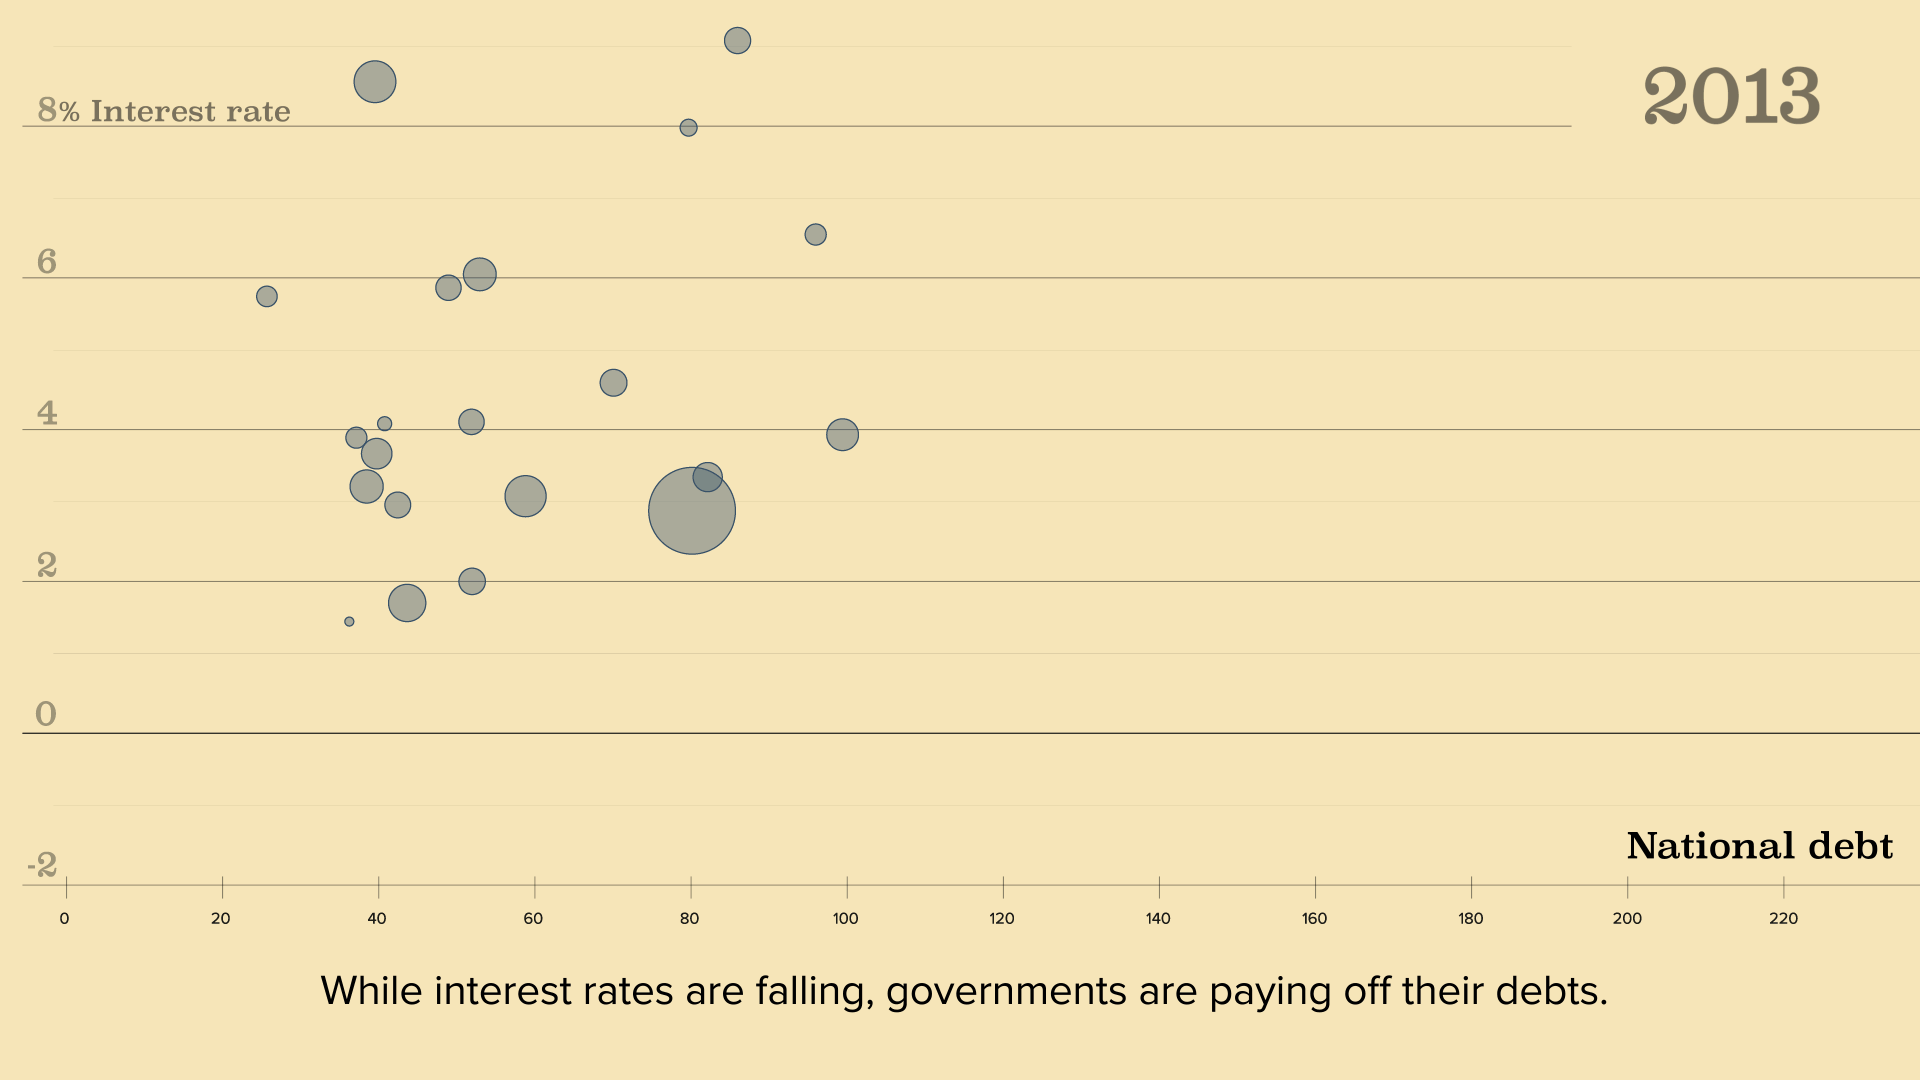 2013
8% Interest rate
6
4
2
0
-2
National debt
0 20 40 60 80 100 120 140 160 180 200 220
While interest rates are falling, governments are paying off their debts.